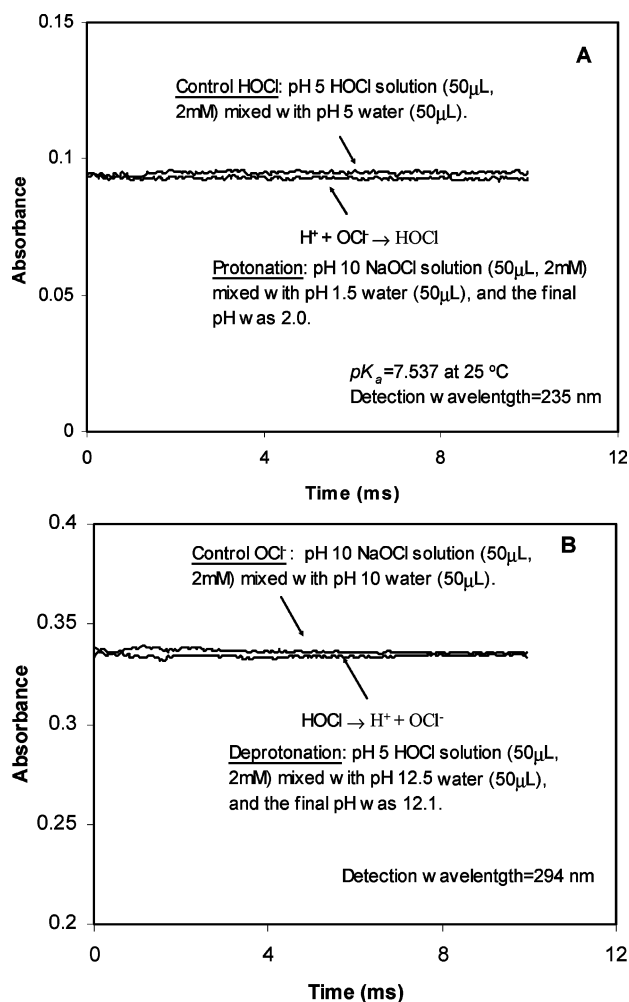 0.15
A
Control HOCl: pH 5 HOCl solution (50μL,
2mM) mixed with pH 5 water (50μL).
0.1
Absorbance
H⁺ + OCl⁻ → HOCl
Protonation: pH 10 NaOCl solution (50μL, 2mM)
mixed with pH 1.5 water (50μL), and the final
pH was 2.0.
0.05
pKₐ=7.537 at 25 ºC
Detection wavelentgth=235 nm
0
0 4 8 12
Time (ms)
0.4
B
Control OCl⁻: pH 10 NaOCl solution (50μL,
2mM) mixed with pH 10 water (50μL).
0.35
Absorbance
HOCl → H⁺ + OCl⁻
0.3
Deprotonation: pH 5 HOCl solution (50μL,
2mM) mixed with pH 12.5 water (50μL),
and the final pH was 12.1.
0.25
Detection wavelentgth=294 nm
0.2
0 4 8 12
Time (ms)